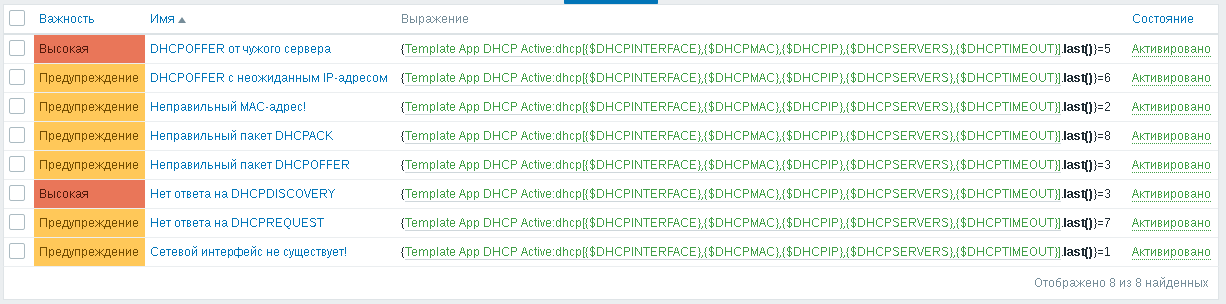 Важность Имя ▲ Выражение Состояние
Высокая DHCPOFFER от чужого сервера {Template App DHCP Active:dhcp[{$DHCPINTERFACE},{$DHCPMAC},{$DHCPIP},{$DHCPSERVERS},{$DHCPTIMEOUT}].last()}=5 Активировано
Предупреждение DHCPOFFER с неожиданным IP-адресом {Template App DHCP Active:dhcp[{$DHCPINTERFACE},{$DHCPMAC},{$DHCPIP},{$DHCPSERVERS},{$DHCPTIMEOUT}].last()}=6 Активировано
Предупреждение Неправильный MAC-адрес! {Template App DHCP Active:dhcp[{$DHCPINTERFACE},{$DHCPMAC},{$DHCPIP},{$DHCPSERVERS},{$DHCPTIMEOUT}].last()}=2 Активировано
Предупреждение Неправильный пакет DHCPACK {Template App DHCP Active:dhcp[{$DHCPINTERFACE},{$DHCPMAC},{$DHCPIP},{$DHCPSERVERS},{$DHCPTIMEOUT}].last()}=8 Активировано
Предупреждение Неправильный пакет DHCPOFFER {Template App DHCP Active:dhcp[{$DHCPINTERFACE},{$DHCPMAC},{$DHCPIP},{$DHCPSERVERS},{$DHCPTIMEOUT}].last()}=3 Активировано
Высокая Нет ответа на DHCPDISCOVERY {Template App DHCP Active:dhcp[{$DHCPINTERFACE},{$DHCPMAC},{$DHCPIP},{$DHCPSERVERS},{$DHCPTIMEOUT}].last()}=3 Активировано
Предупреждение Нет ответа на DHCPREQUEST {Template App DHCP Active:dhcp[{$DHCPINTERFACE},{$DHCPMAC},{$DHCPIP},{$DHCPSERVERS},{$DHCPTIMEOUT}].last()}=7 Активировано
Предупреждение Сетевой интерфейс не существует! {Template App DHCP Active:dhcp[{$DHCPINTERFACE},{$DHCPMAC},{$DHCPIP},{$DHCPSERVERS},{$DHCPTIMEOUT}].last()}=1 Активировано
Отображено 8 из 8 найденных